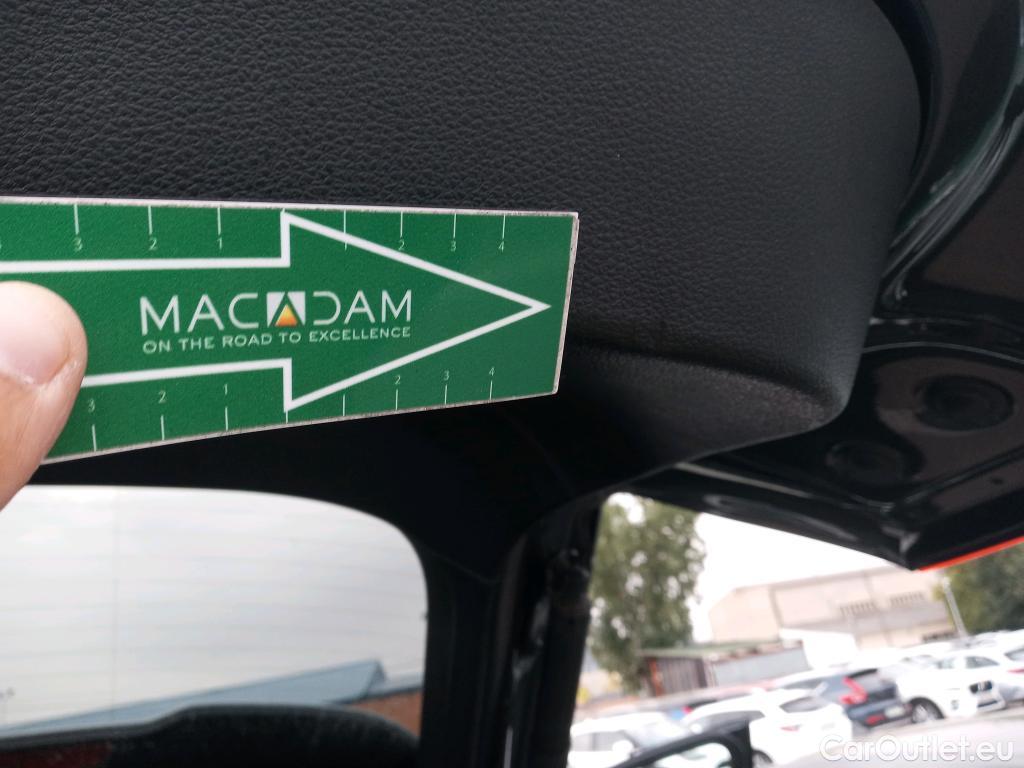 3 2 1 2 3 4
MACADAM
ON THE ROAD TO EXCELLENCE
3 2 1 2 3 4
CarOutlet.eu